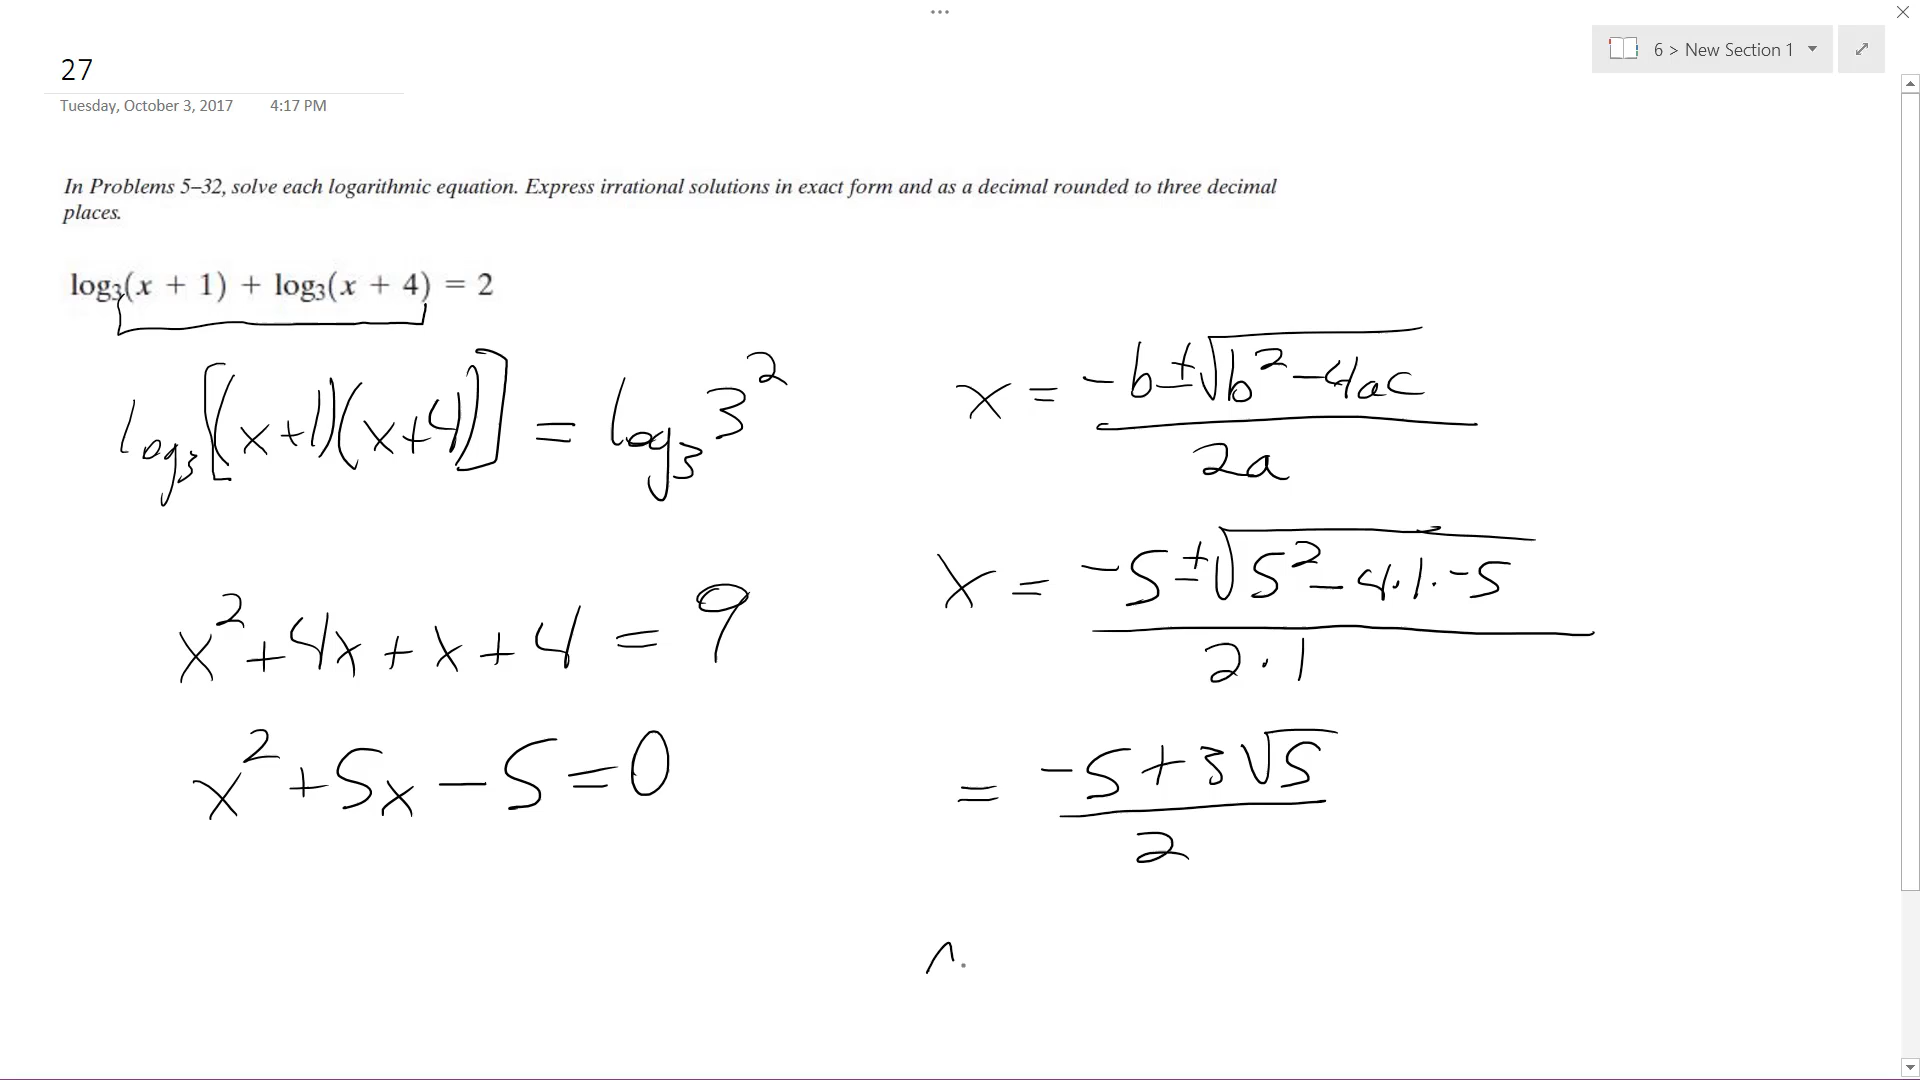 6 > New Section 1
27
Tuesday, October 3, 2017 4:17 PM
In Problems 5–32, solve each logarithmic equation. Express irrational solutions in exact form and as a decimal rounded to three decimal
places.
log₃(x + 1) + log₃(x + 4) = 2
log₃[(x+1)(x+4)] = log₃3²
x²+4x+x+4 = 9
x²+5x-5=0
x = (-b±√(b²-4ac))/(2a)
x = (-5±√(5²-4·1·-5))/(2·1)
= (-5+3√5)/2